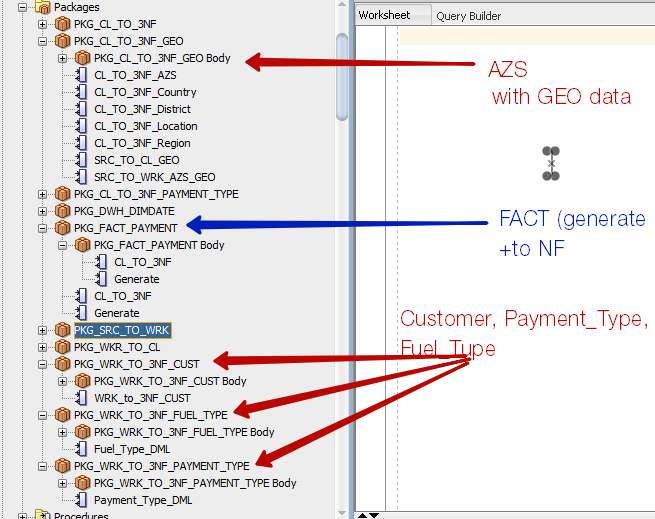 Packages
PKG_CL_TO_3NF
PKG_CL_TO_3NF_GEO
PKG_CL_TO_3NF_GEO Body
CL_TO_3NF_AZS
CL_TO_3NF_Country
CL_TO_3NF_District
CL_TO_3NF_Location
CL_TO_3NF_Region
SRC_TO_CL_GEO
SRC_TO_WRK_AZS_GEO
PKG_CL_TO_3NF_PAYMENT_TYPE
PKG_DWH_DIMDATE
PKG_FACT_PAYMENT
PKG_FACT_PAYMENT Body
CL_TO_3NF
Generate
CL_TO_3NF
Generate
PKG_SRC_TO_WRK
PKG_WKR_TO_CL
PKG_WRK_TO_3NF_CUST
PKG_WRK_TO_3NF_CUST Body
WRK_to_3NF_CUST
PKG_WRK_TO_3NF_FUEL_TYPE
PKG_WRK_TO_3NF_FUEL_TYPE Body
Fuel_Type_DML
PKG_WRK_TO_3NF_PAYMENT_TYPE
PKG_WRK_TO_3NF_PAYMENT_TYPE Body
Payment_Type_DML
Procedures
Worksheet
Query Builder
AZS
with GEO data
FACT (generate
+to NF
Customer, Payment_Type,
Fuel_Type